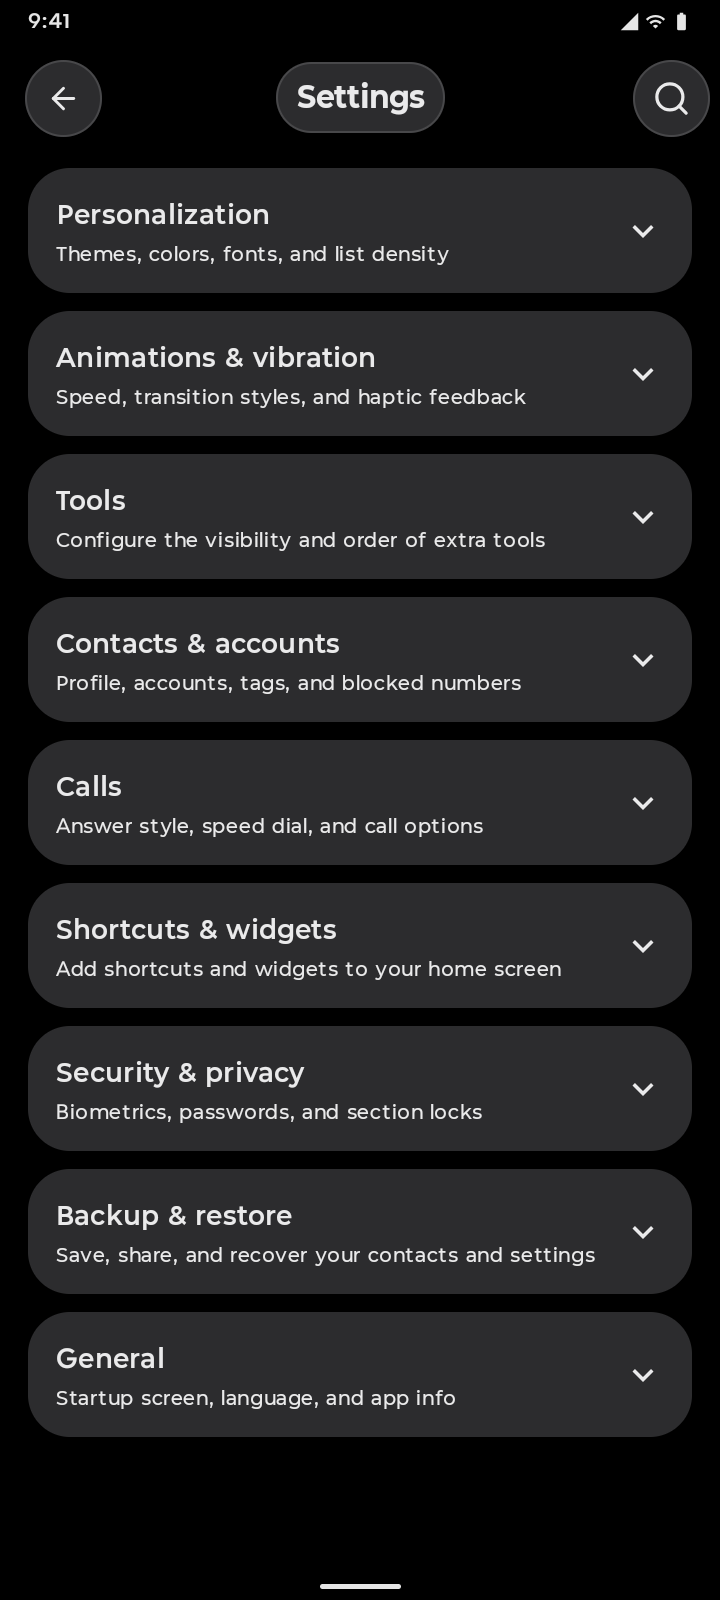 9:41
Settings
Personalization
Themes, colors, fonts, and list density
Animations & vibration
Speed, transition styles, and haptic feedback
Tools
Configure the visibility and order of extra tools
Contacts & accounts
Profile, accounts, tags, and blocked numbers
Calls
Answer style, speed dial, and call options
Shortcuts & widgets
Add shortcuts and widgets to your home screen
Security & privacy
Biometrics, passwords, and section locks
Backup & restore
Save, share, and recover your contacts and settings
General
Startup screen, language, and app info